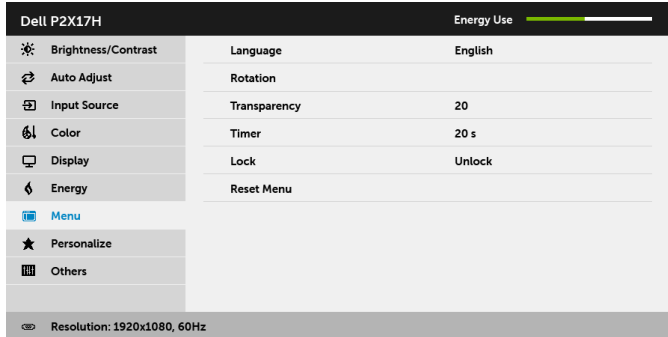 Dell P2X17H Energy Use
Brightness/Contrast Language English
Auto Adjust Rotation
Input Source Transparency 20
Color Timer 20 s
Display Lock Unlock
Energy Reset Menu
Menu
Personalize
Others
Resolution: 1920x1080, 60Hz